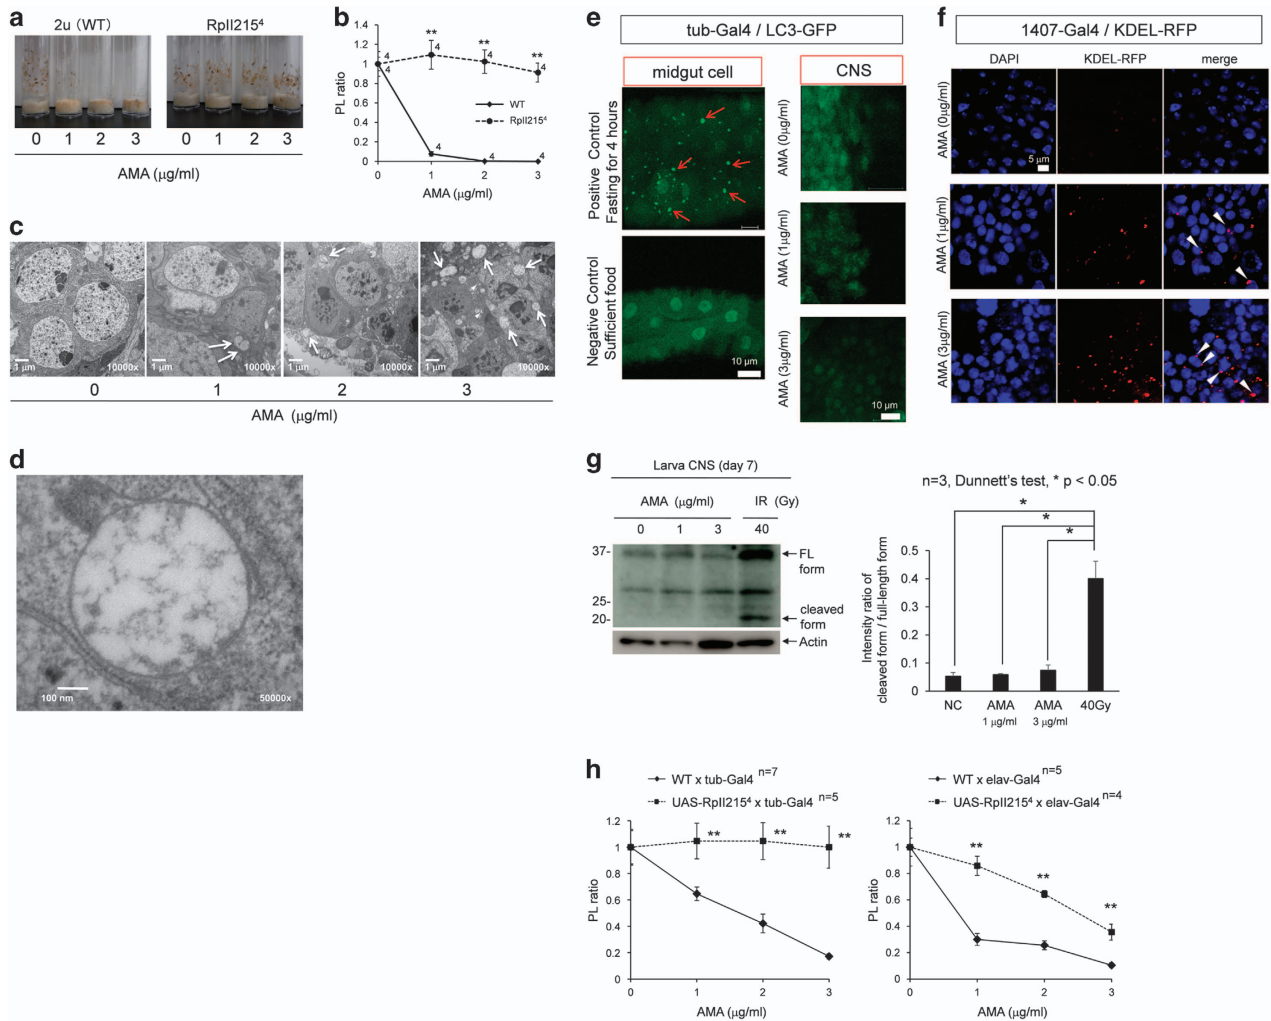 a
2u (WT)
RpII215⁴
0 1 2 3
0 1 2 3
AMA (μg/ml)
b
1.4
1.2
1
0.8
0.6
0.4
0.2
0
PL ratio
**
**
**
4
4
4
4
4
4
4
4
WT
RpII215⁴
0 1 2 3
AMA (μg/ml)
c
1 μm 10000x
1 μm 10000x
1 μm 10000x
1 μm 10000x
0 1 2 3
AMA (μg/ml)
d
100 nm
50000x
e
tub-Gal4 / LC3-GFP
midgut cell
CNS
Positive Control
Fasting for 4 hours
Negative Control
Sufficient food
10 μm
AMA (0μg/ml)
AMA (1μg/ml)
AMA (3μg/ml)
10 μm
f
1407-Gal4 / KDEL-RFP
DAPI KDEL-RFP merge
AMA (0μg/ml)
5 μm
AMA (1μg/ml)
AMA (3μg/ml)
g
Larva CNS (day 7)
AMA (μg/ml) IR (Gy)
0 1 3 40
37-
25-
20-
FL
form
cleaved
form
Actin
n=3, Dunnett's test, * p < 0.05
*
*
*
Intensity ratio of
cleaved form / full-length form
0.5
0.4
0.3
0.2
0.1
0
NC AMA AMA 40Gy
1 μg/ml 3 μg/ml
h
WT x tub-Gal4 n=7
UAS-RpII215⁴ x tub-Gal4 n=5
1.2
1
0.8
0.6
0.4
0.2
0
PL ratio
**
**
**
0 1 2 3
AMA (μg/ml)
WT x elav-Gal4 n=5
UAS-RpII215⁴ x elav-Gal4 n=4
1.2
1
0.8
0.6
0.4
0.2
0
PL ratio
**
**
**
0 1 2 3
AMA (μg/ml)